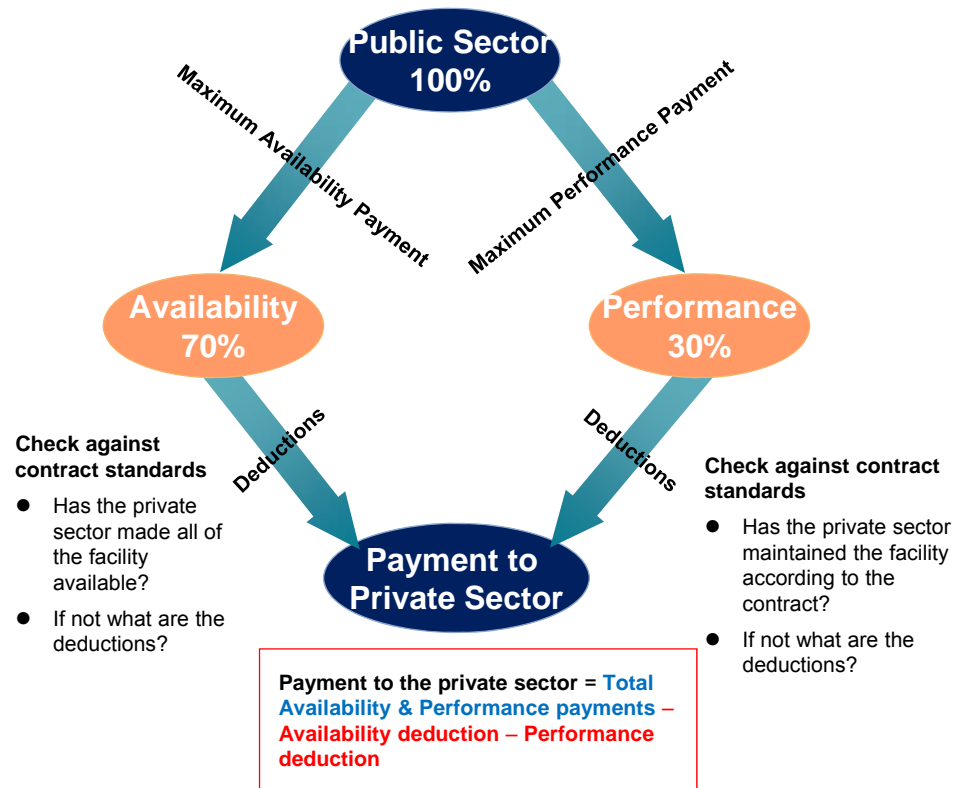 Public Sector
100%
Maximum Availability Payment
Maximum Performance Payment
Availability
70%
Performance
30%
Deductions
Deductions
Check against
contract standards
● Has the private
sector made all of
the facility
available?
● If not what are the
deductions?
Check against contract
standards
● Has the private sector
maintained the facility
according to the
contract?
● If not what are the
deductions?
Payment to
Private Sector
Payment to the private sector = Total
Availability & Performance payments –
Availability deduction – Performance
deduction